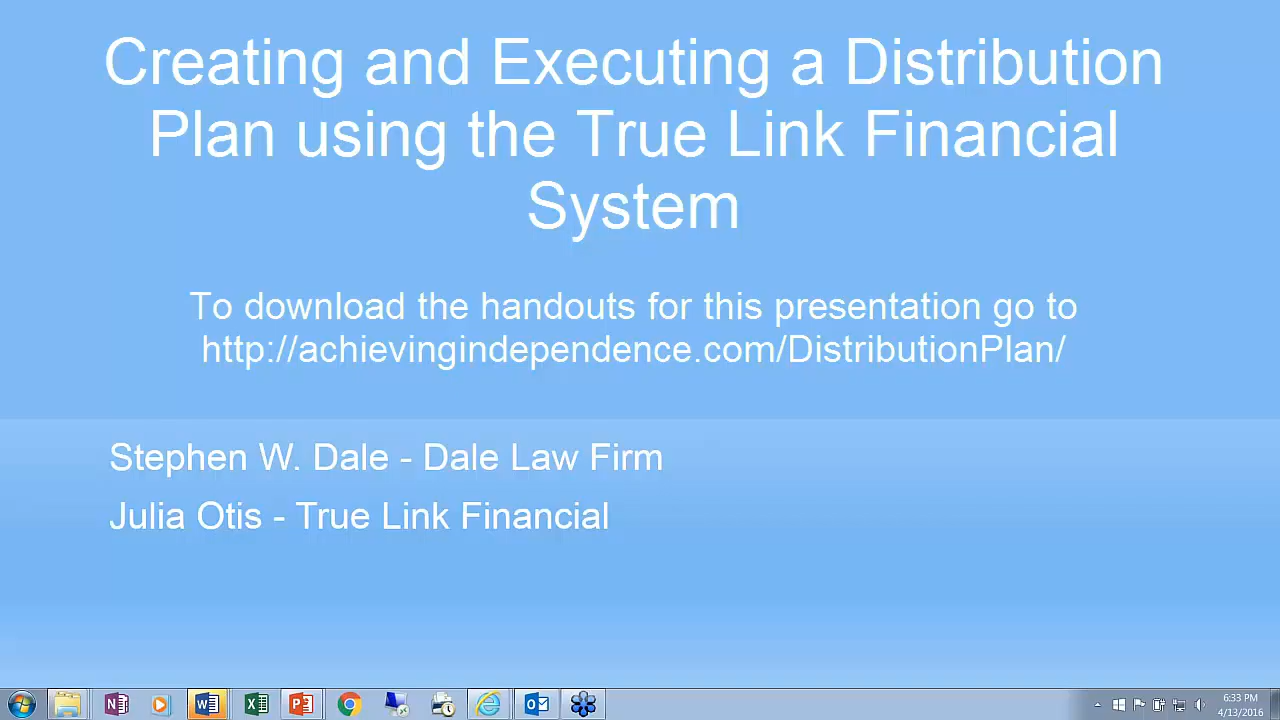 Creating and Executing a Distribution
Plan using the True Link Financial
System
To download the handouts for this presentation go to
http://achievingindependence.com/DistributionPlan/
Stephen W. Dale - Dale Law Firm
Julia Otis - True Link Financial
6:33 PM
4/13/2016